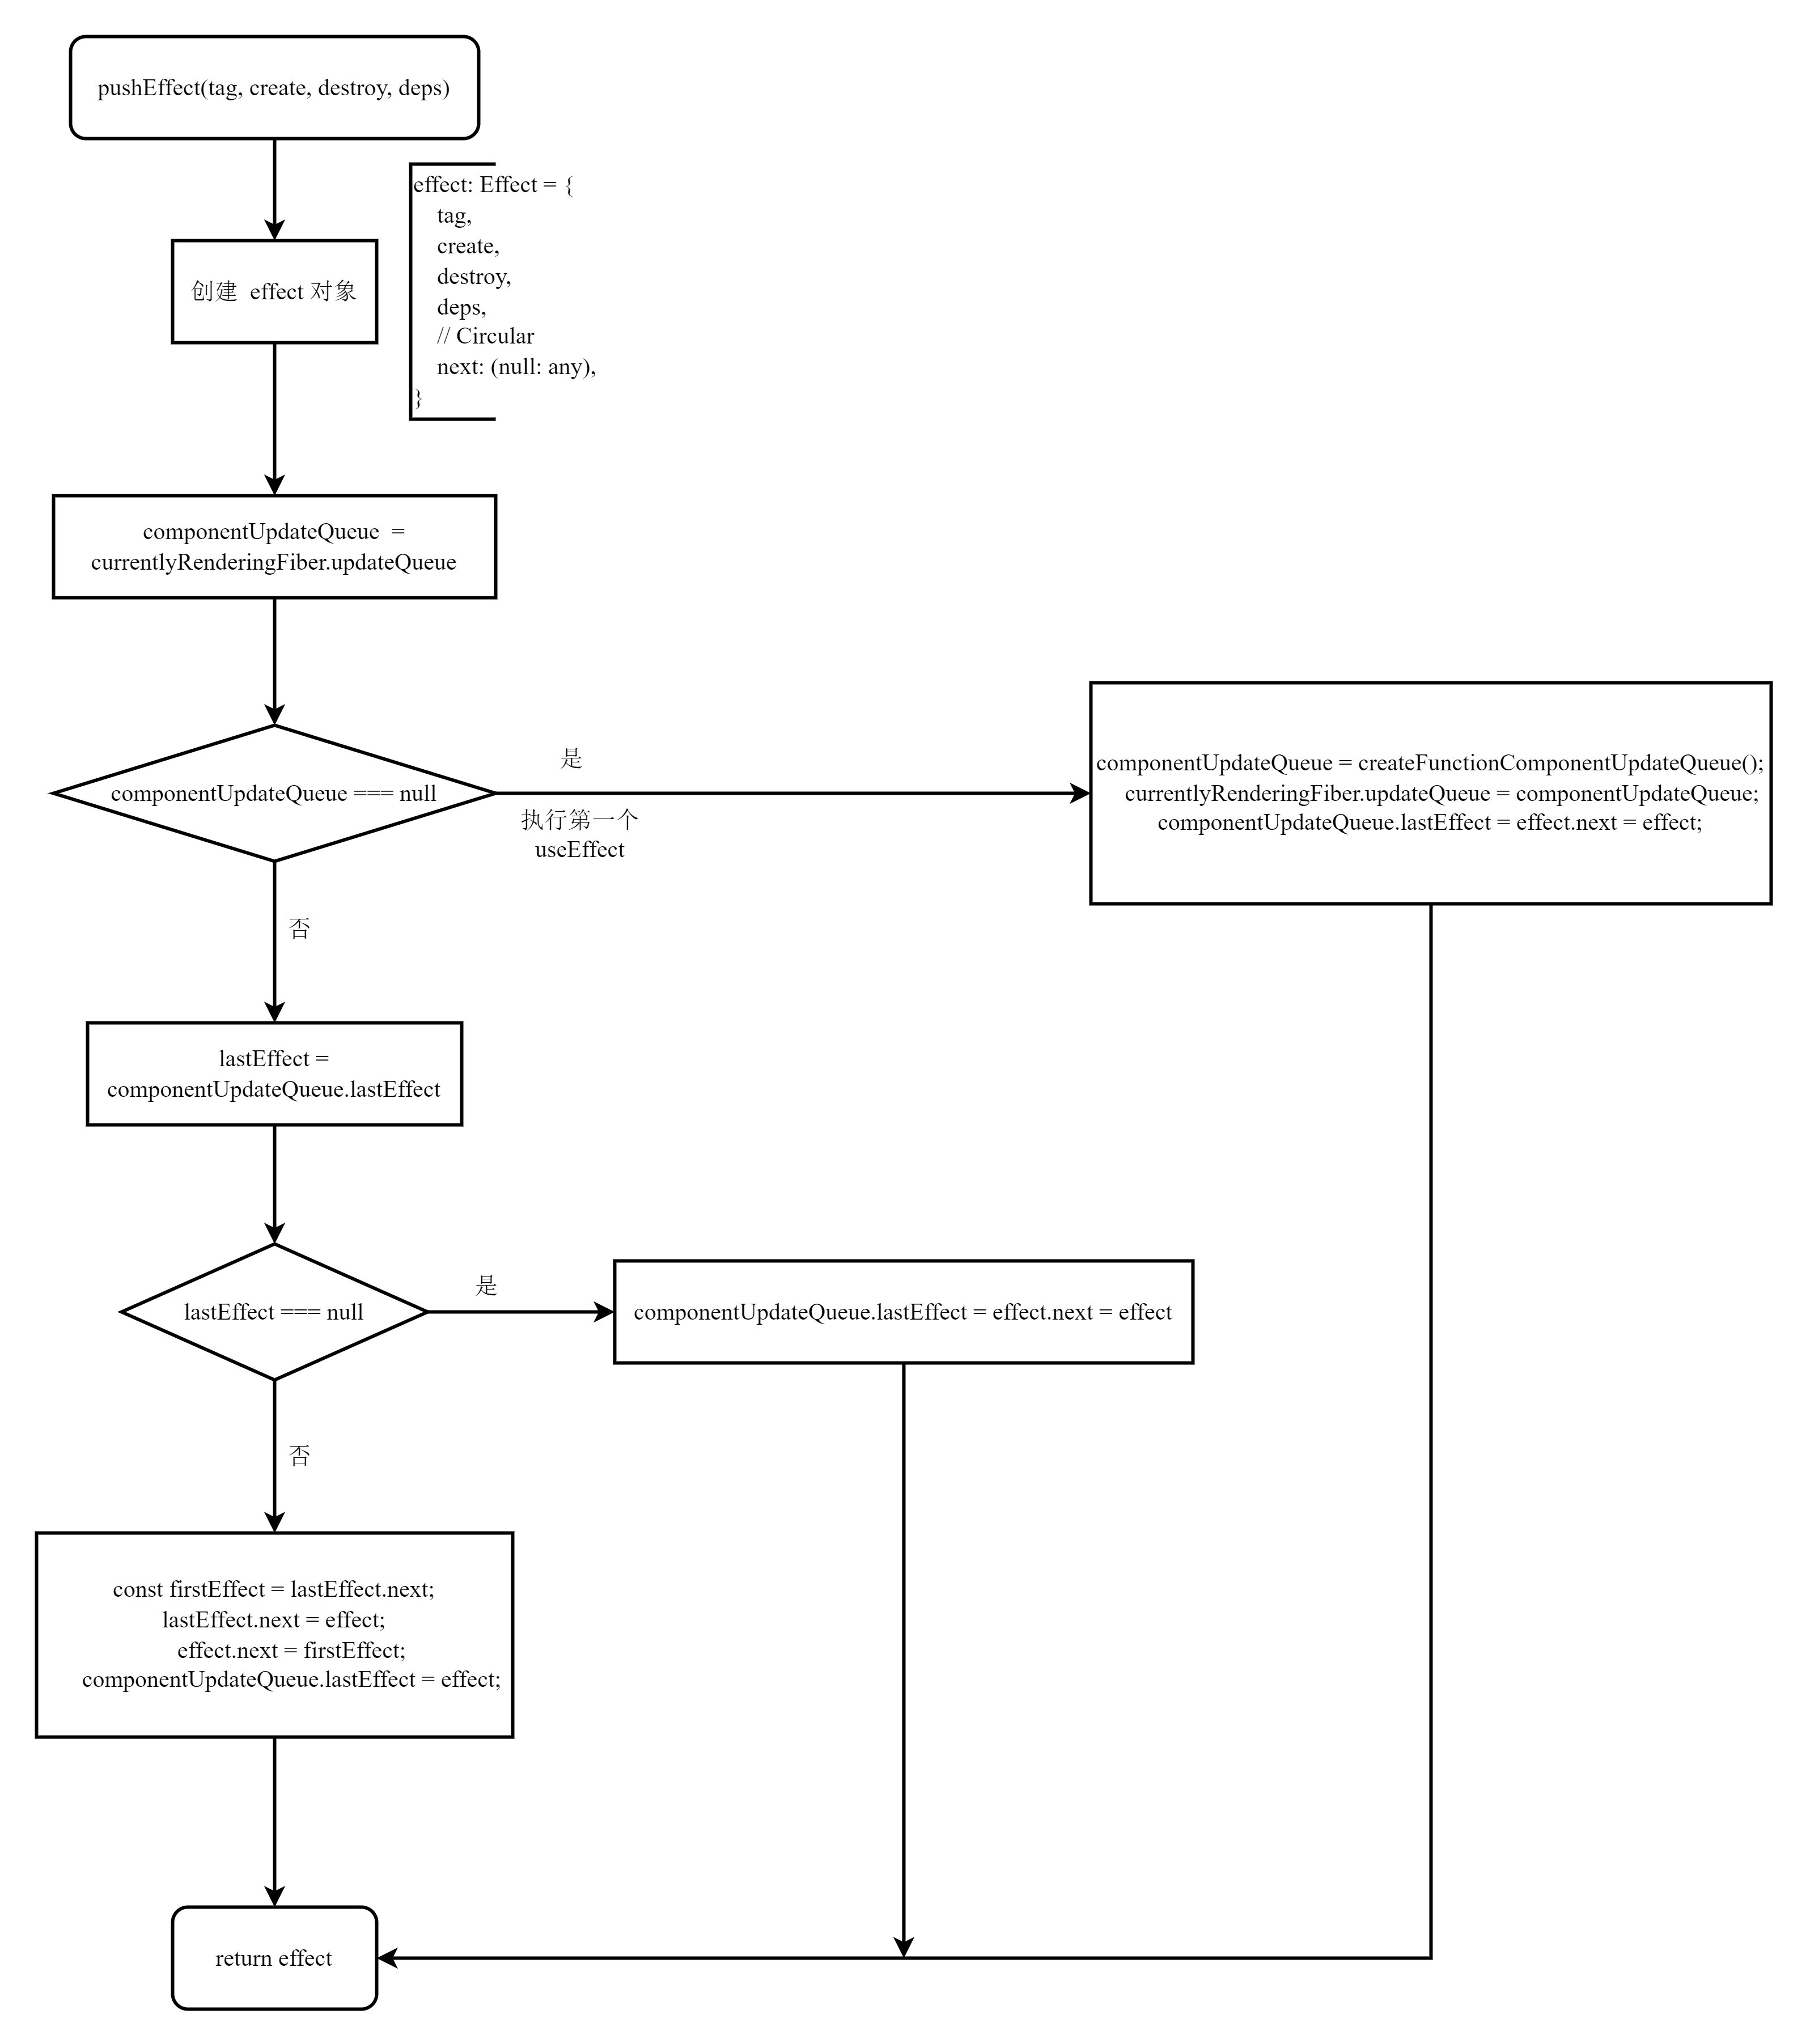 pushEffect(tag, create, destroy, deps)
effect: Effect = {
tag,
create,
destroy,
deps,
// Circular
next: (null: any),
}
创建  effect 对象
componentUpdateQueue  =
currentlyRenderingFiber.updateQueue
componentUpdateQueue === null
是
执行第一个
useEffect
componentUpdateQueue = createFunctionComponentUpdateQueue();
currentlyRenderingFiber.updateQueue = componentUpdateQueue;
componentUpdateQueue.lastEffect = effect.next = effect;
否
lastEffect =
componentUpdateQueue.lastEffect
lastEffect === null
是
componentUpdateQueue.lastEffect = effect.next = effect
否
const firstEffect = lastEffect.next;
lastEffect.next = effect;
effect.next = firstEffect;
componentUpdateQueue.lastEffect = effect;
return effect